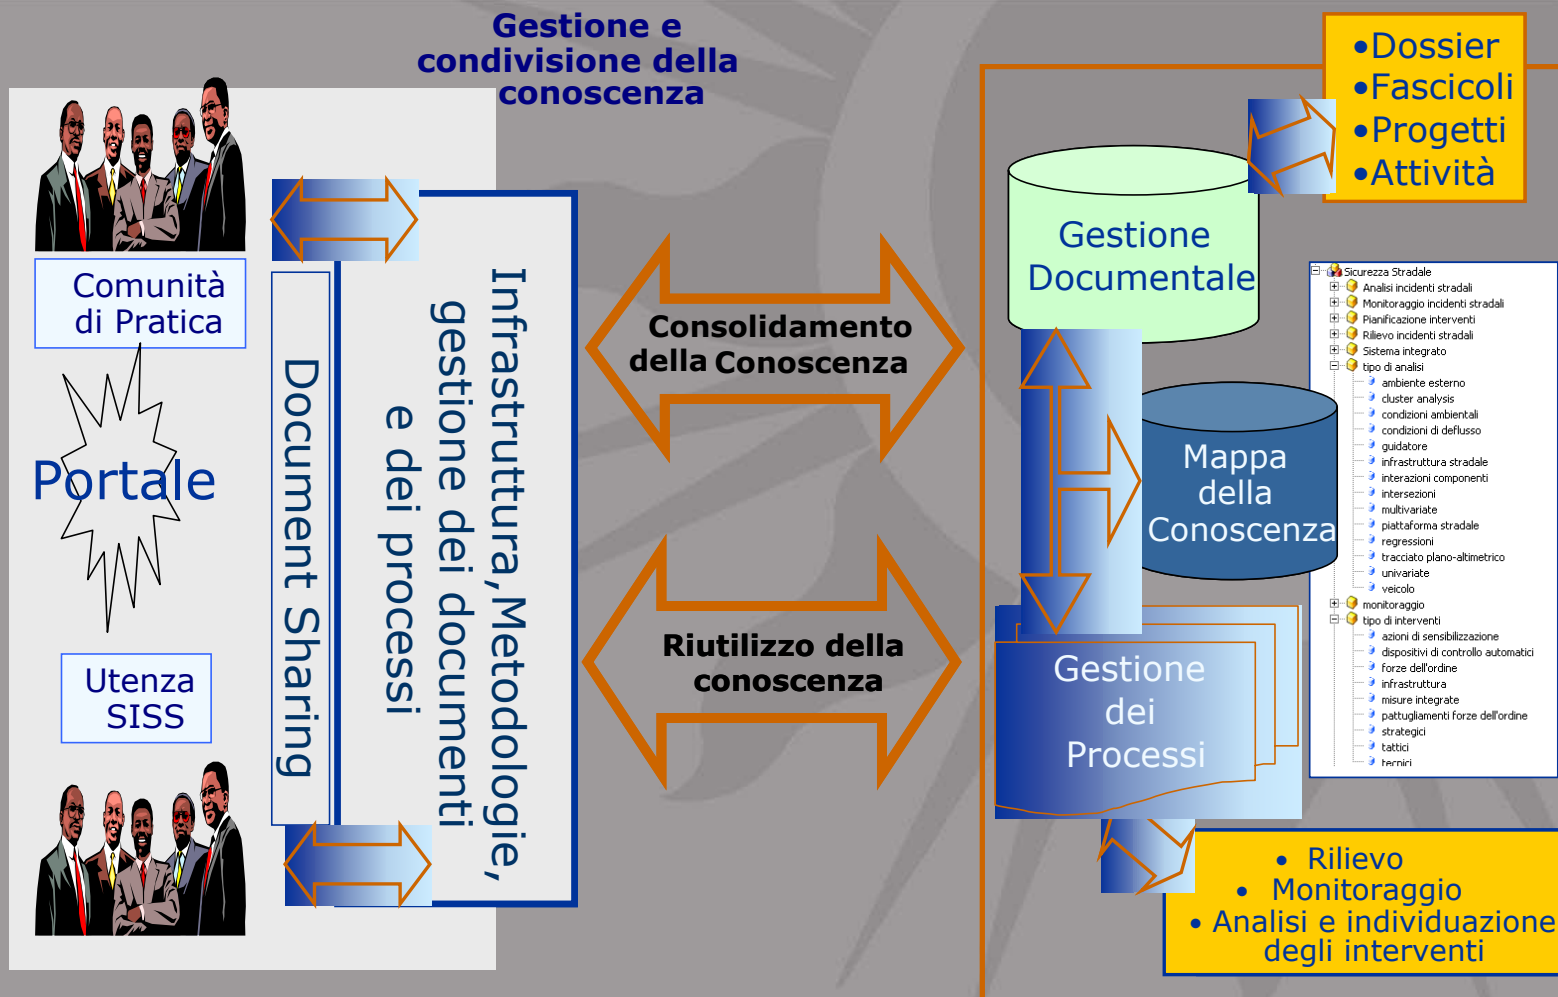 Gestione e
condivisione della
conoscenza
Comunità
di Pratica
Portale
Utenza
SISS
Document Sharing
Infrastruttura,Metodologie,
gestione dei documenti
e dei processi
Consolidamento
della Conoscenza
Riutilizzo della
conoscenza
•Dossier
•Fascicoli
•Progetti
•Attività
Gestione
Documentale
Mappa
della
Conoscenza
Gestione
dei
Processi
Sicurezza Stradale
Analisi incidenti stradali
Monitoraggio incidenti stradali
Pianificazione interventi
Rilievo incidenti stradali
Sistema integrato
tipo di analisi
ambiente esterno
cluster analysis
condizioni ambientali
condizioni di deflusso
guidatore
infrastruttura stradale
interazioni componenti
intersezioni
multivariate
piattaforma stradale
regressioni
tracciato plano-altimetrico
univariate
veicolo
monitoraggio
tipo di interventi
azioni di sensibilizzazione
dispositivi di controllo automatici
forze dell'ordine
infrastruttura
misure integrate
pattugliamenti forze dell'ordine
strategici
tattici
tecnici
• Rilievo
• Monitoraggio
• Analisi e individuazione
degli interventi